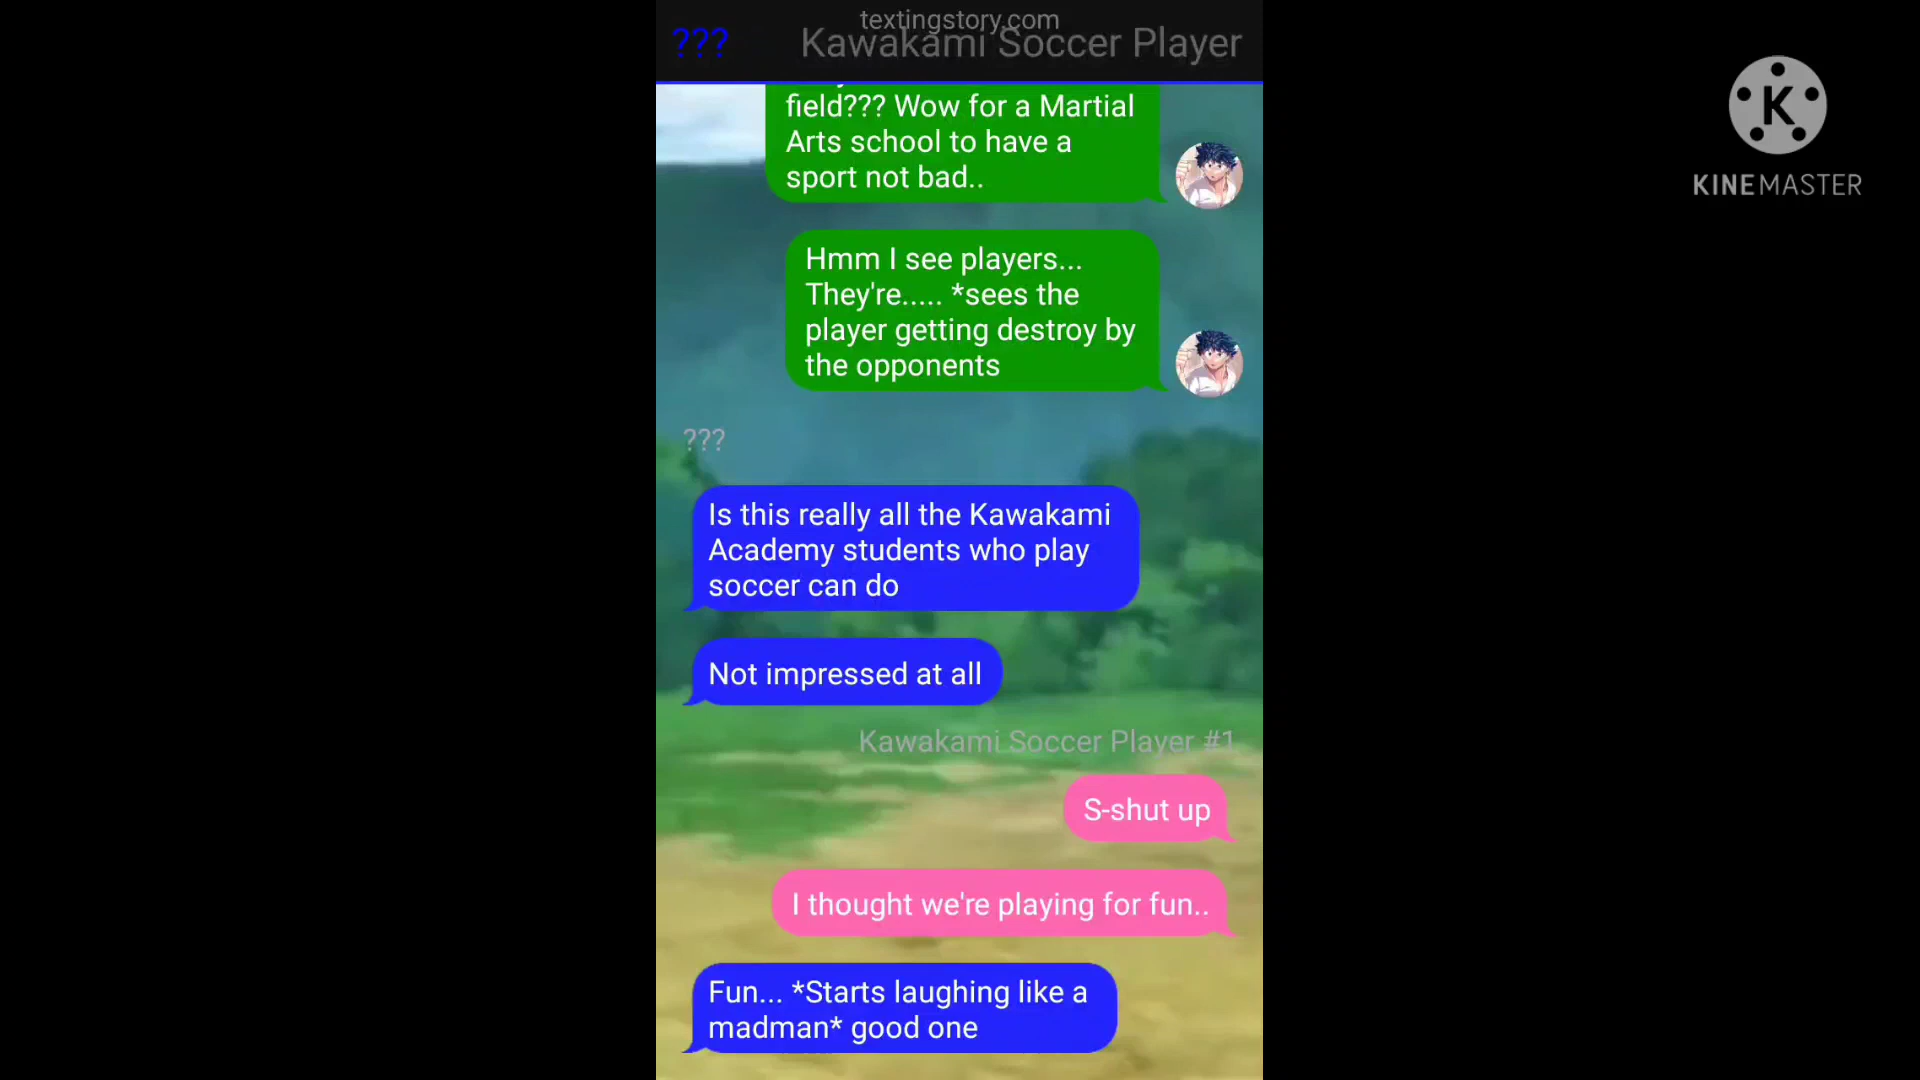 textingstory.com
??? Kawakami Soccer Player
field??? Wow for a Martial
Arts school to have a
sport not bad..
Hmm I see players...
They're..... *sees the
player getting destroy by
the opponents
???
Is this really all the Kawakami
Academy students who play
soccer can do
Not impressed at all
Kawakami Soccer Player #1
S-shut up
I thought we're playing for fun..
Fun... *Starts laughing like a
madman* good one
K
KINEMASTER